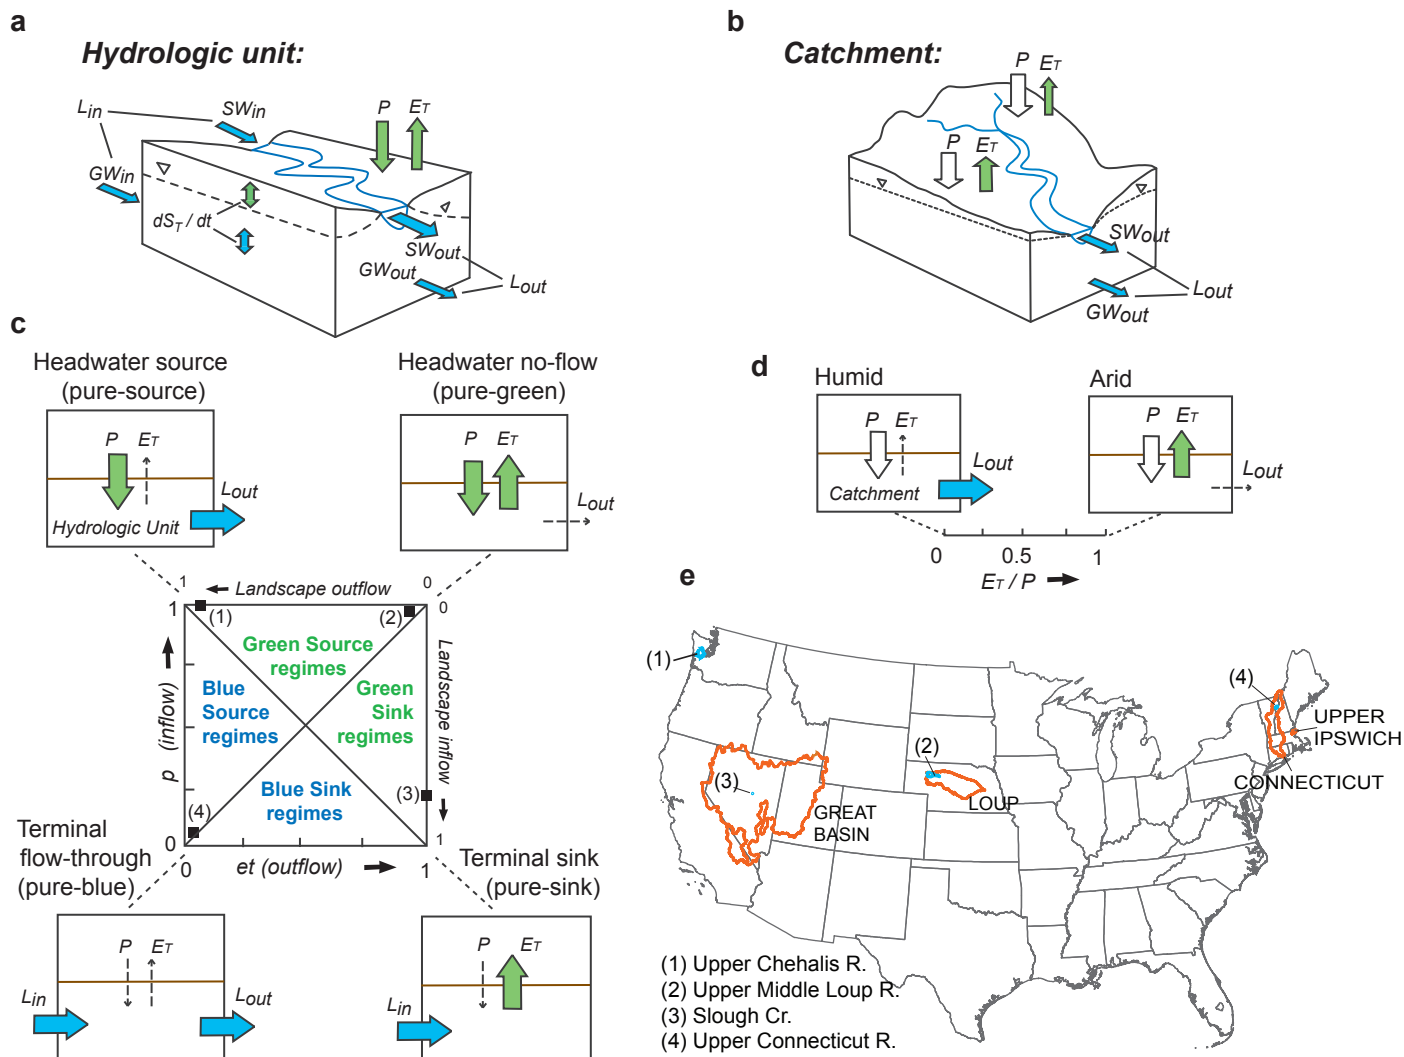 a
Hydrologic unit:
Lin
SWin
P
ET
GWin
dST / dt
SWout
GWout
Lout
b
Catchment:
P
ET
P
ET
SWout
Lout
GWout
c
Headwater source
(pure-source)
P
ET
Lout
Hydrologic Unit
Headwater no-flow
(pure-green)
P
ET
Lout
1
Landscape outflow
0
1
0
(1)
(2)
Green Source
regimes
Blue
Source
regimes
Green
Sink
regimes
Blue Sink
regimes
p (inflow)
Landscape inflow
(3)
(4)
0
1
0
et (outflow)
1
Terminal
flow-through
(pure-blue)
P
ET
Lin
Lout
Terminal sink
(pure-sink)
P
ET
Lin
d
Humid
P
ET
Lout
Catchment
Arid
P
ET
Lout
0
0.5
1
ET / P
e
(1)
(2)
(3)
(4)
GREAT
BASIN
LOUP
UPPER
IPSWICH
CONNECTICUT
(1) Upper Chehalis R.
(2) Upper Middle Loup R.
(3) Slough Cr.
(4) Upper Connecticut R.